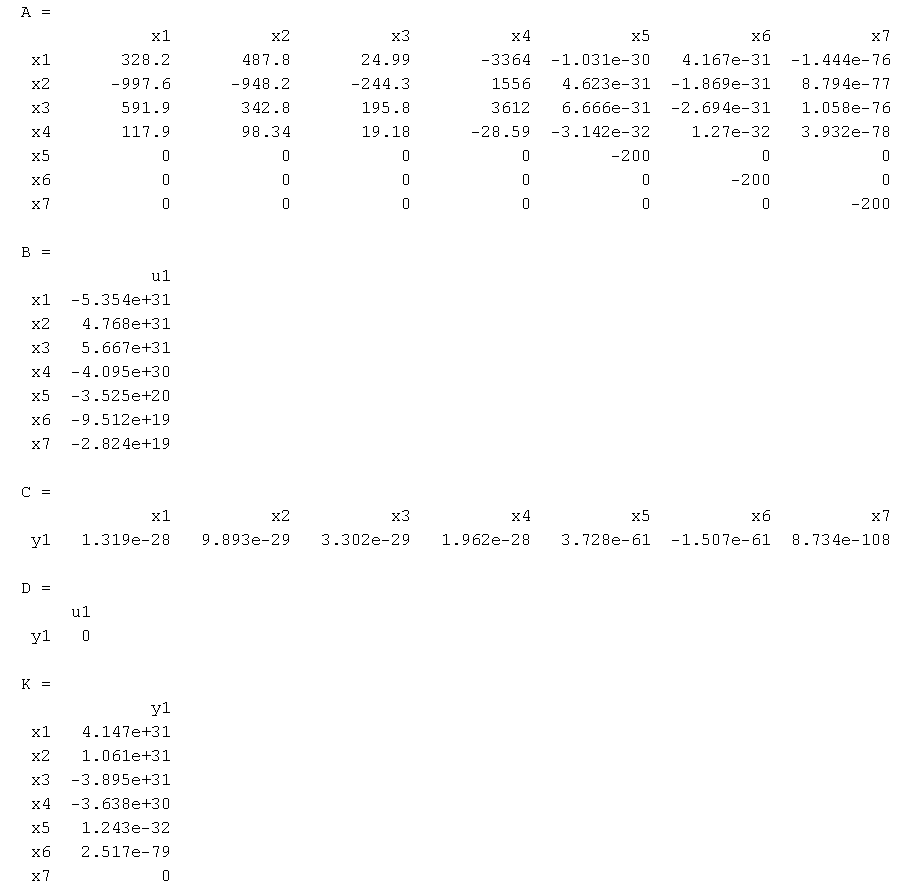 A =
x1 x2 x3 x4 x5 x6 x7
x1 328.2 487.8 24.99 -3364 -1.031e-30 4.167e-31 -1.444e-76
x2 -997.6 -948.2 -244.3 1556 4.623e-31 -1.869e-31 8.794e-77
x3 591.9 342.8 195.8 3612 6.666e-31 -2.694e-31 1.058e-76
x4 117.9 98.34 19.18 -28.59 -3.142e-32 1.27e-32 3.932e-78
x5 0 0 0 0 -200 0 0
x6 0 0 0 0 0 -200 0
x7 0 0 0 0 0 0 -200
B =
u1
x1 -5.354e+31
x2 4.768e+31
x3 5.667e+31
x4 -4.095e+30
x5 -3.525e+20
x6 -9.512e+19
x7 -2.824e+19
C =
x1 x2 x3 x4 x5 x6 x7
y1 1.319e-28 9.893e-29 3.302e-29 1.962e-28 3.728e-61 -1.507e-61 8.734e-108
D =
u1
y1 0
K =
y1
x1 4.147e+31
x2 1.061e+31
x3 -3.895e+31
x4 -3.638e+30
x5 1.243e-32
x6 2.517e-79
x7 0